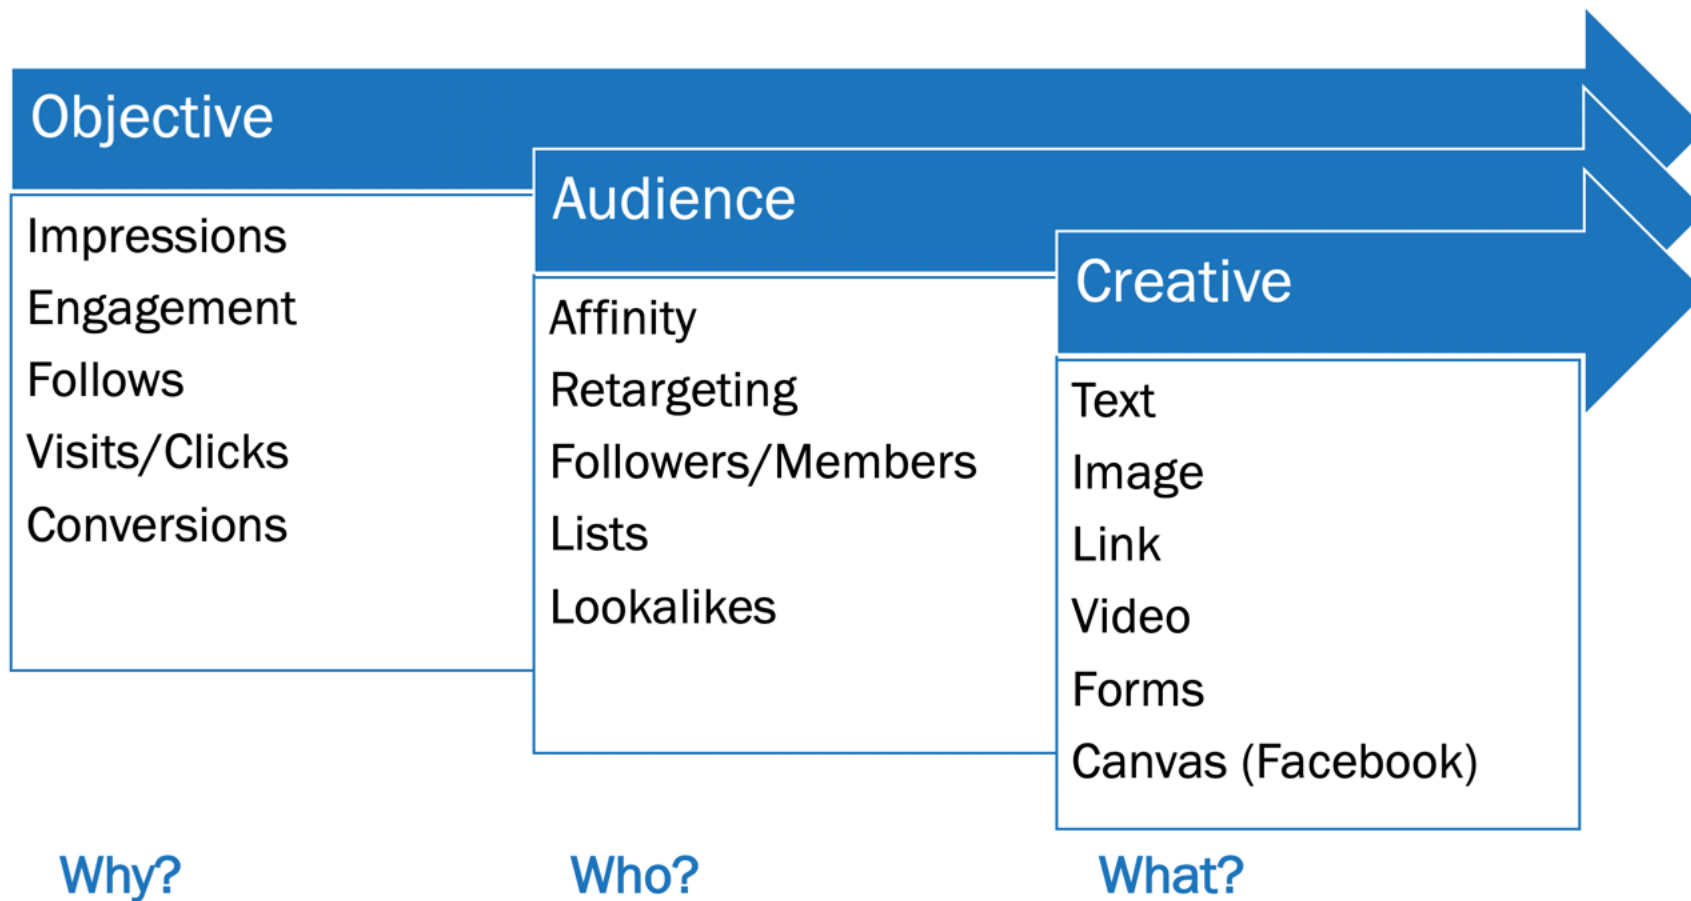 Objective
Impressions
Engagement
Follows
Visits/Clicks
Conversions
Why?
Audience
Affinity
Retargeting
Followers/Members
Lists
Lookalikes
Who?
Creative
Text
Image
Link
Video
Forms
Canvas (Facebook)
What?